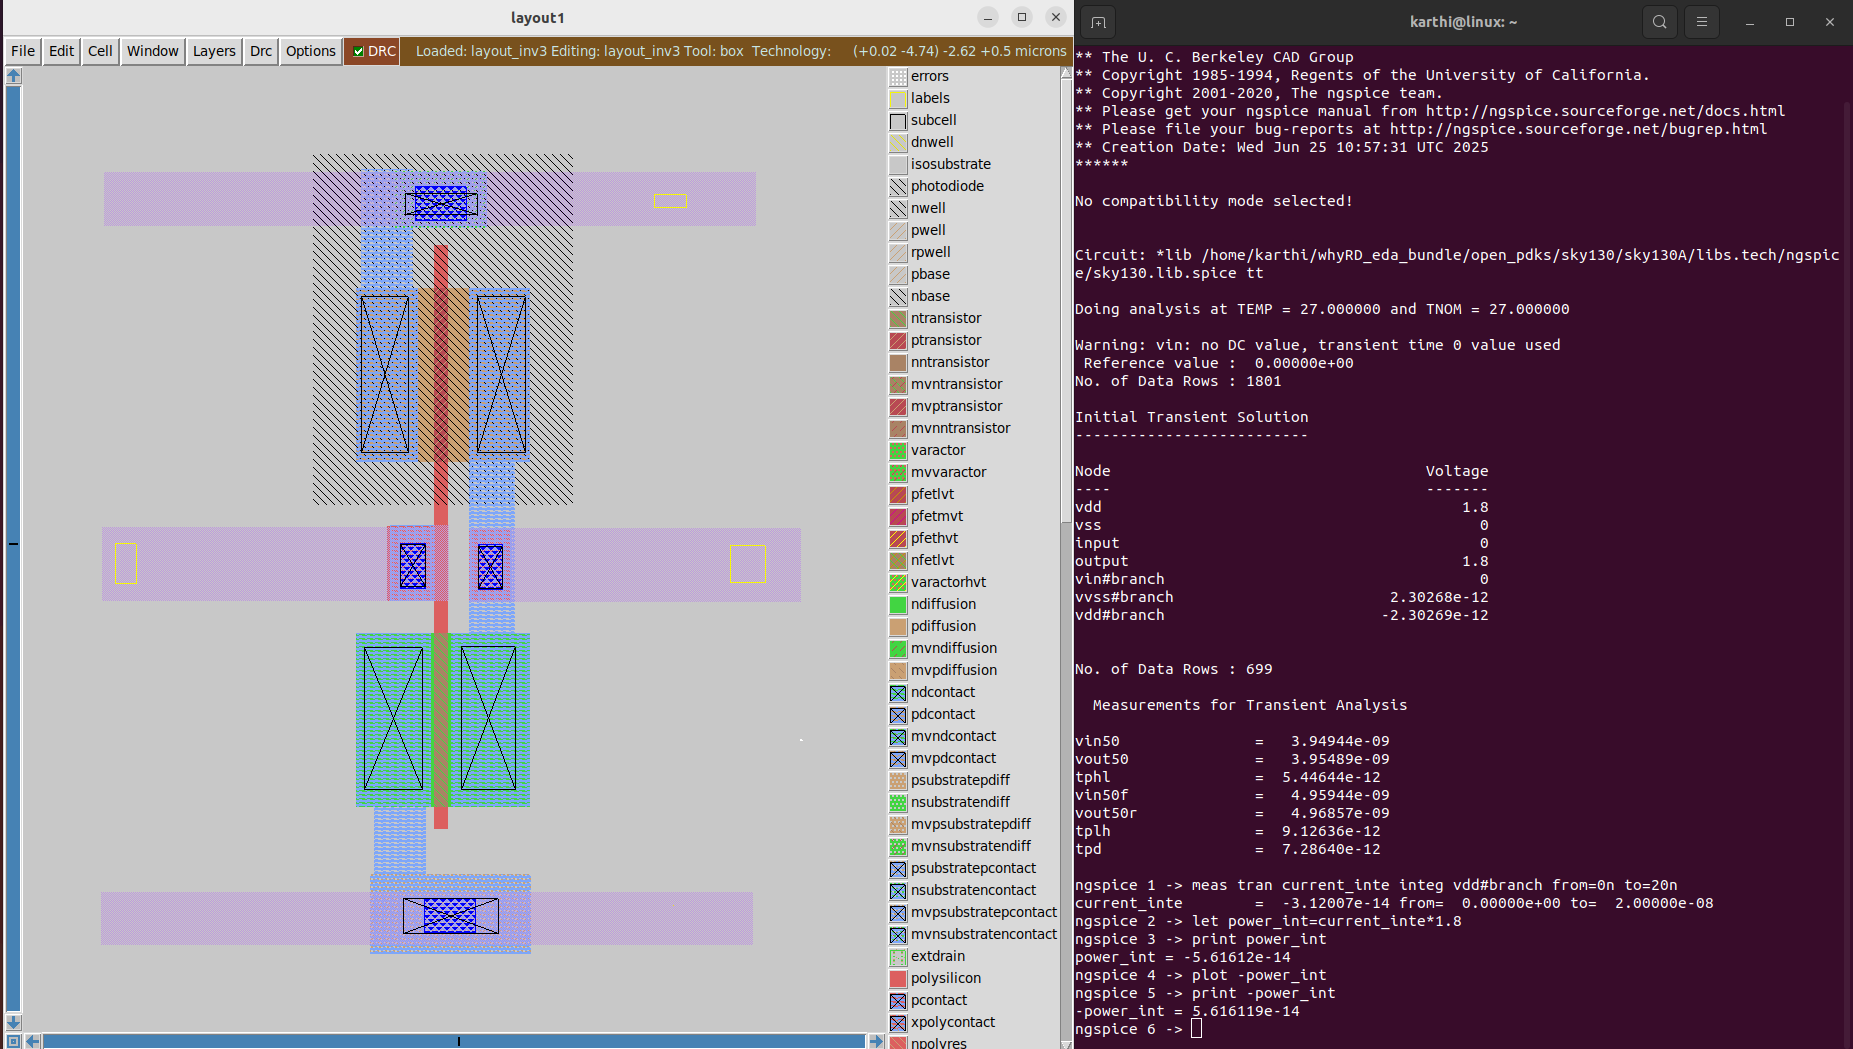 layout1
File Edit Cell Window Layers Drc Options DRC Loaded: layout_inv3 Editing: layout_inv3 Tool: box Technology: (+0.02 -4.74) -2.62 +0.5 microns
errors
labels
subcell
dnwell
isosubstrate
photodiode
nwell
pwell
rpwell
pbase
nbase
ntransistor
ptransistor
nntransistor
mvntransistor
mvptransistor
mvnntransistor
varactor
mvvaractor
pfetlvt
pfetmvt
pfethvt
nfetlvt
varactorhvt
ndiffusion
pdiffusion
mvndiffusion
mvpdiffusion
ndcontact
pdcontact
mvndcontact
mvpdcontact
psubstratepdiff
nsubstratendiff
mvpsubstratepdiff
mvnsubstratendiff
psubstratepcontact
nsubstratencontact
mvpsubstratepcontact
mvnsubstratencontact
extdrain
polysilicon
pcontact
xpolycontact
npolyres
karthi@linux: ~
** The U. C. Berkeley CAD Group
** Copyright 1985-1994, Regents of the University of California.
** Copyright 2001-2020, The ngspice team.
** Please get your ngspice manual from http://ngspice.sourceforge.net/docs.html
** Please file your bug-reports at http://ngspice.sourceforge.net/bugrep.html
** Creation Date: Wed Jun 25 10:57:31 UTC 2025
******
No compatibility mode selected!
Circuit: *lib /home/karthi/whyRD_eda_bundle/open_pdks/sky130/sky130A/libs.tech/ngspic
e/sky130.lib.spice tt
Doing analysis at TEMP = 27.000000 and TNOM = 27.000000
Warning: vin: no DC value, transient time 0 value used
Reference value :  0.00000e+00
No. of Data Rows : 1801
Initial Transient Solution
--------------------------
Node Voltage
---- -------
vdd 1.8
vss 0
input 0
output 1.8
vin#branch 0
vvss#branch 2.30268e-12
vdd#branch -2.30269e-12
No. of Data Rows : 699
Measurements for Transient Analysis
vin50 = 3.94944e-09
vout50 = 3.95489e-09
tphl = 5.44644e-12
vin50f = 4.95944e-09
vout50r = 4.96857e-09
tplh = 9.12636e-12
tpd = 7.28640e-12
ngspice 1 -> meas tran current_inte integ vdd#branch from=0n to=20n
current_inte = -3.12007e-14 from= 0.00000e+00 to= 2.00000e-08
ngspice 2 -> let power_int=current_inte*1.8
ngspice 3 -> print power_int
power_int = -5.61612e-14
ngspice 4 -> plot -power_int
ngspice 5 -> print -power_int
-power_int = 5.616119e-14
ngspice 6 ->